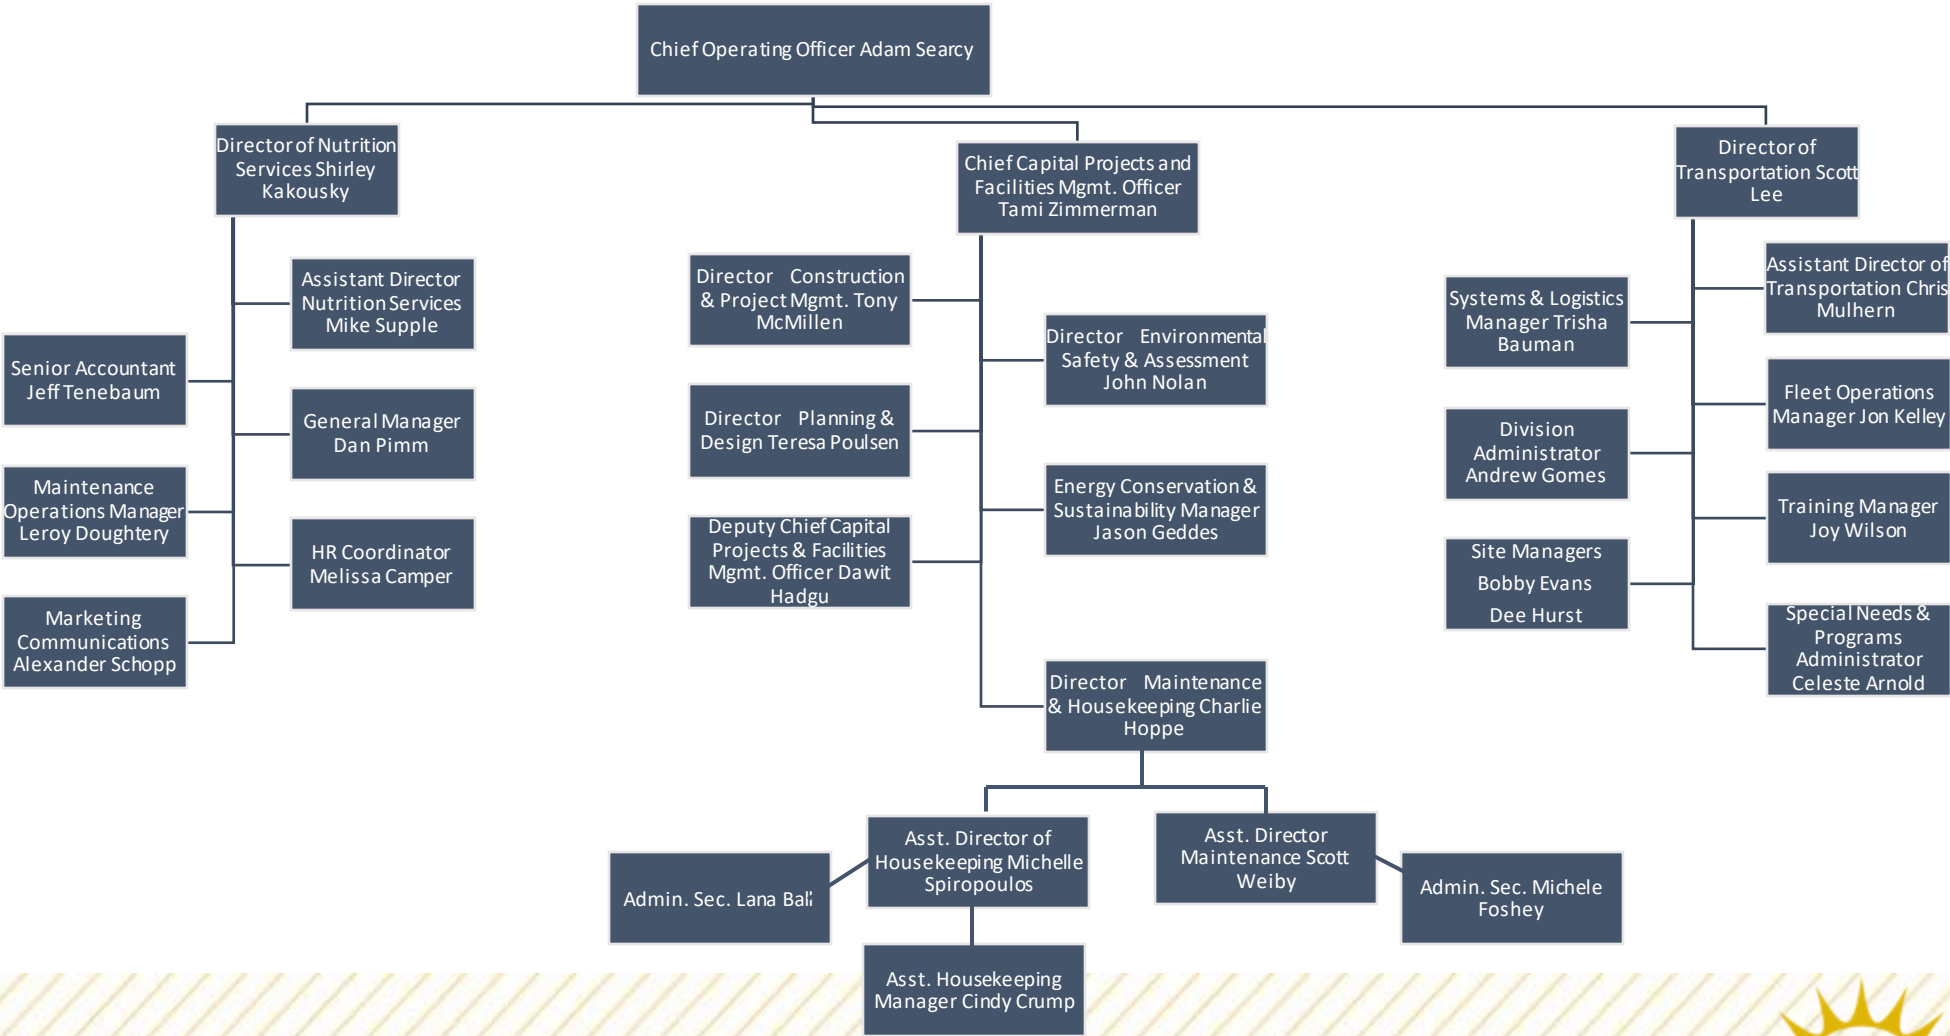 Chief Operating Officer Adam Searcy
Director of Nutrition
Services Shirley
Kakousky
Chief Capital Projects and
Facilities Mgmt. Officer
Tami Zimmerman
Director of
Transportation Scott
Lee
Assistant Director
Nutrition Services
Mike Supple
Senior Accountant
Jeff Tenebaum
General Manager
Dan Pimm
Maintenance
Operations Manager
Leroy Doughtery
HR Coordinator
Melissa Camper
Marketing
Communications
Alexander Schopp
Director Construction
& Project Mgmt. Tony
McMillen
Director Environmental
Safety & Assessment
John Nolan
Director Planning &
Design Teresa Poulsen
Energy Conservation &
Sustainability Manager
Jason Geddes
Deputy Chief Capital
Projects & Facilities
Mgmt. Officer Dawit
Hadgu
Director Maintenance
& Housekeeping Charlie
Hoppe
Asst. Director of
Housekeeping Michelle
Spiropoulos
Asst. Director
Maintenance Scott
Weiby
Admin. Sec. Lana
Admin. Sec. Michele
Foshey
Asst. Housekeeping
Manager Cindy Crump
Assistant Director of
Transportation Chris
Mulhern
Systems & Logistics
Manager Trisha
Bauman
Fleet Operations
Manager Jon Kelley
Division
Administrator
Andrew Gomes
Training Manager
Joy Wilson
Site Managers
Bobby Evans
Dee Hurst
Special Needs &
Programs
Administrator
Celeste Arnold